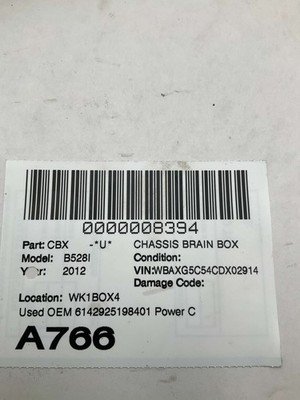 0000008394
Part: CBX -*U* CHASSIS BRAIN BOX
Model: B528I Condition:
Year: 2012 VIN:WBAXG5C54CDX02914
Damage Code:
Location: WK1BOX4
Used OEM 6142925198401 Power C
A766